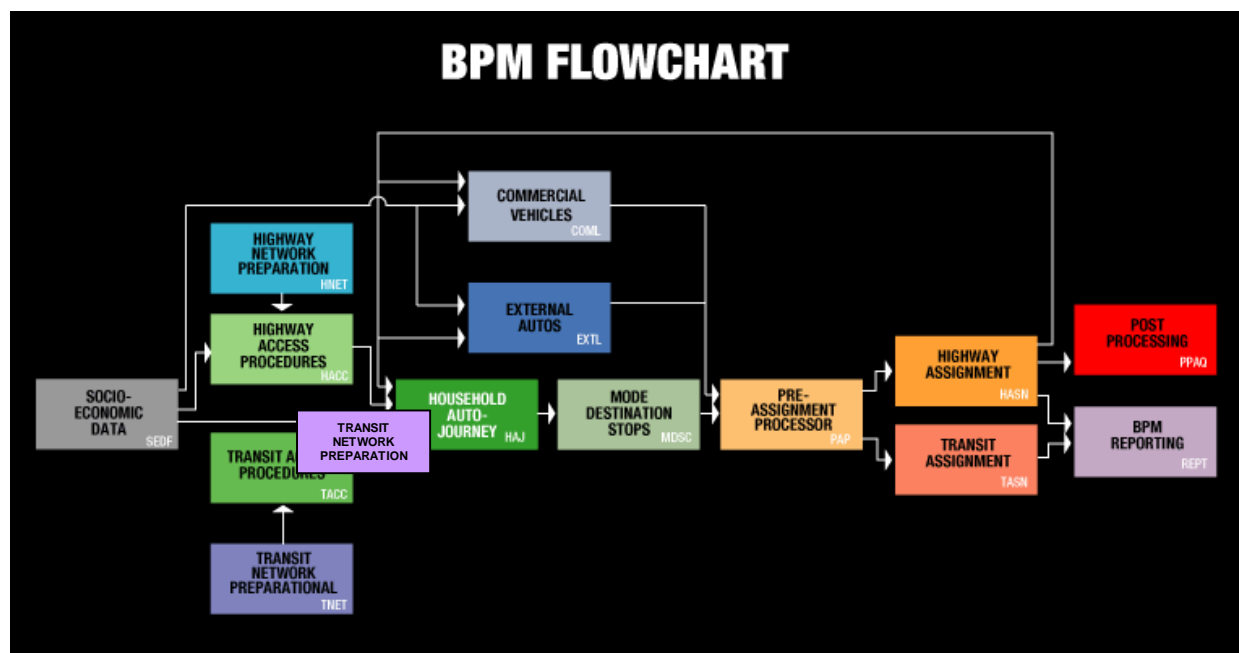 BPM FLOWCHART
COMMERCIAL
VEHICLES
COML
HIGHWAY
NETWORK
PREPARATION
HNET
EXTERNAL
AUTOS
EXTL
HIGHWAY
ACCESS
PROCEDURES
HACC
SOCIO-
ECONOMIC
DATA
SEDF
HOUSEHOLD
AUTO-
JOURNEY
HAJ
MODE
DESTINATION
STOPS
MDSC
PRE-
ASSIGNMENT
PROCESSOR
PAP
HIGHWAY
ASSIGNMENT
HASN
POST
PROCESSING
PPAQ
TRANSIT
ASSIGNMENT
TASN
BPM
REPORTING
REPT
TRANSIT
NETWORK
PREPARATION
TRANSIT
PROCEDURES
TACC
TRANSIT
NETWORK
PREPARATIONAL
TNET